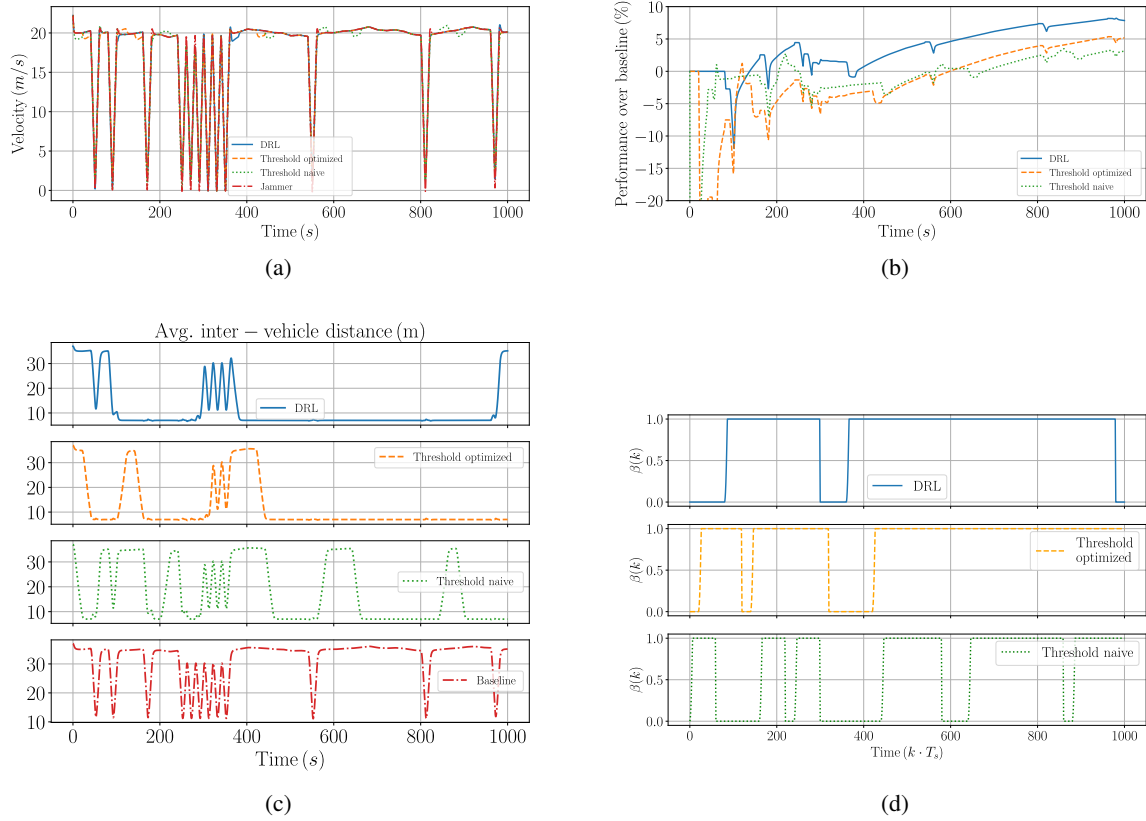 Velocity (m/s)
20
15
10
5
0
DRL
Threshold optimized
Threshold naive
Jammer
0 200 400 600 800 1000
Time (s)
(a)
Performance over baseline (%)
10
5
0
−5
−10
−15
−20
DRL
Threshold optimized
Threshold naive
0 200 400 600 800 1000
Time (s)
(b)
Avg. inter − vehicle distance (m)
30
20
10
DRL
30
20
10
Threshold optimized
30
20
10
Threshold naive
30
20
10
Baseline
0 200 400 600 800 1000
Time (s)
(c)
β(k)
1.0
0.5
0.0
DRL
β(k)
1.0
0.5
0.0
Threshold
optimized
β(k)
1.0
0.5
0.0
Threshold naive
0 200 400 600 800 1000
Time (k · Ts)
(d)